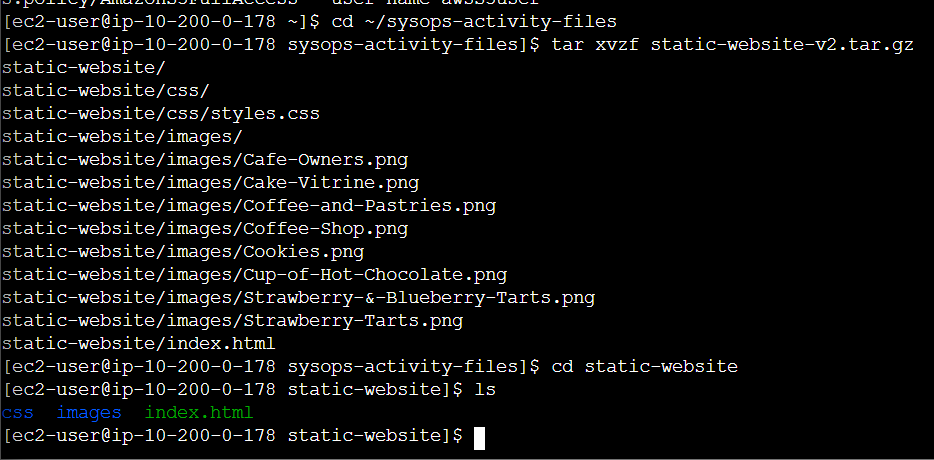 s:policy/AmazonS3FullAccess --user-name awsS3user
[ec2-user@ip-10-200-0-178 ~]$ cd ~/sysops-activity-files
[ec2-user@ip-10-200-0-178 sysops-activity-files]$ tar xvzf static-website-v2.tar.gz
static-website/
static-website/css/
static-website/css/styles.css
static-website/images/
static-website/images/Cafe-Owners.png
static-website/images/Cake-Vitrine.png
static-website/images/Coffee-and-Pastries.png
static-website/images/Coffee-Shop.png
static-website/images/Cookies.png
static-website/images/Cup-of-Hot-Chocolate.png
static-website/images/Strawberry-&-Blueberry-Tarts.png
static-website/images/Strawberry-Tarts.png
static-website/index.html
[ec2-user@ip-10-200-0-178 sysops-activity-files]$ cd static-website
[ec2-user@ip-10-200-0-178 static-website]$ ls
css  images  index.html
[ec2-user@ip-10-200-0-178 static-website]$